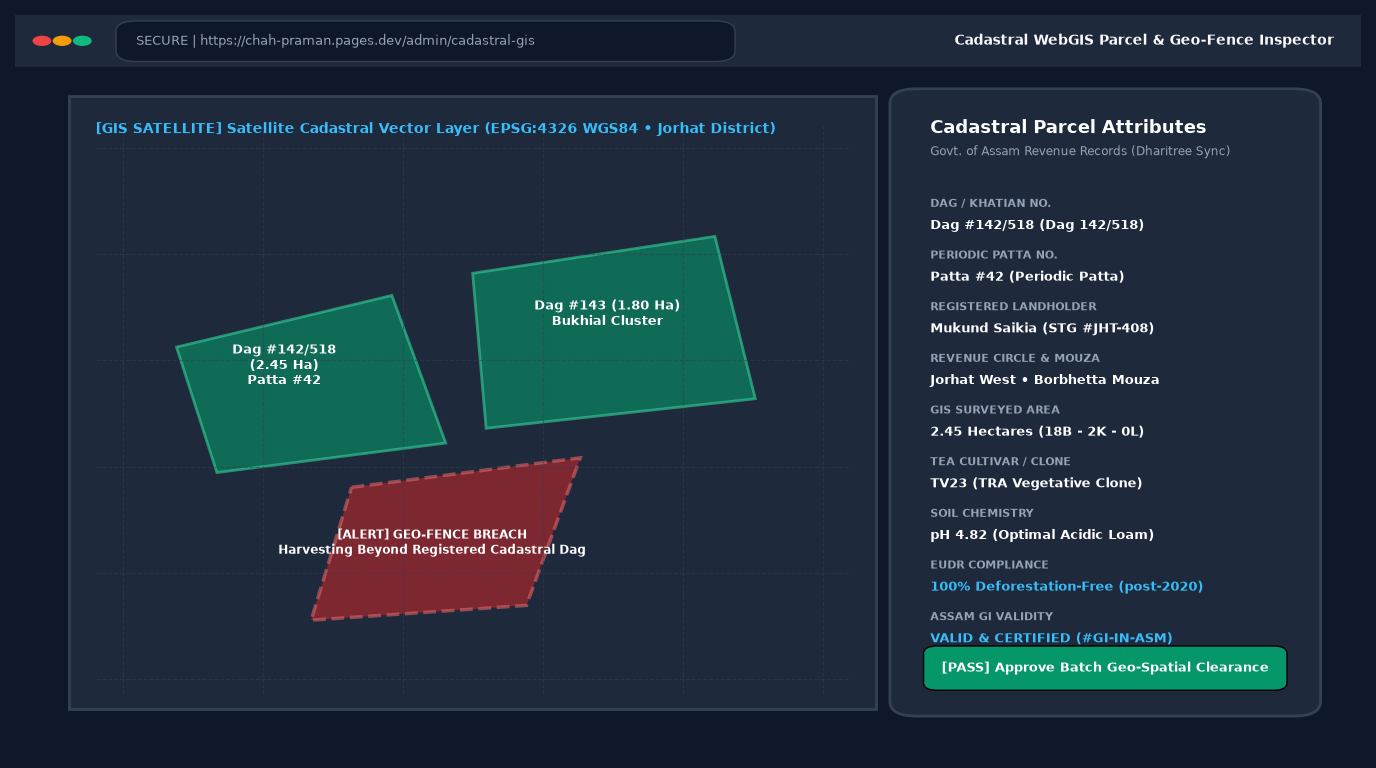 SECURE | https://chah-praman.pages.dev/admin/cadastral-gis
Cadastral WebGIS Parcel & Geo-Fence Inspector
[GIS SATELLITE] Satellite Cadastral Vector Layer (EPSG:4326 WGS84 • Jorhat District)
Dag #142/518
(2.45 Ha)
Patta #42
Dag #143 (1.80 Ha)
Bukhial Cluster
[ALERT] GEO-FENCE BREACH
Harvesting Beyond Registered Cadastral Dag
Cadastral Parcel Attributes
Govt. of Assam Revenue Records (Dharitree Sync)
DAG / KHATIAN NO.
Dag #142/518 (Dag 142/518)
PERIODIC PATTA NO.
Patta #42 (Periodic Patta)
REGISTERED LANDHOLDER
Mukund Saikia (STG #JHT-408)
REVENUE CIRCLE & MOUZA
Jorhat West • Borbhetta Mouza
GIS SURVEYED AREA
2.45 Hectares (18B - 2K - 0L)
TEA CULTIVAR / CLONE
TV23 (TRA Vegetative Clone)
SOIL CHEMISTRY
pH 4.82 (Optimal Acidic Loam)
EUDR COMPLIANCE
100% Deforestation-Free (post-2020)
ASSAM GI VALIDITY
VALID & CERTIFIED (#GI-IN-ASM)
[PASS] Approve Batch Geo-Spatial Clearance